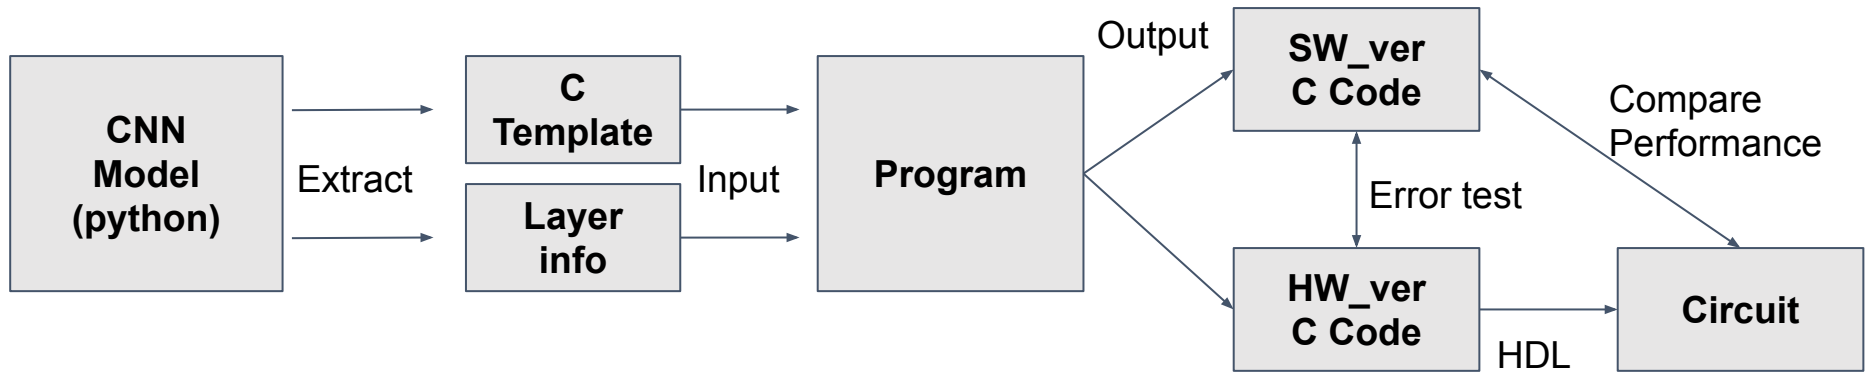 CNN
Model
(python)
Extract
C
Template
Layer
info
Input
Program
Output
SW_ver
C Code
Error test
HW_ver
C Code
HDL
Compare
Performance
Circuit